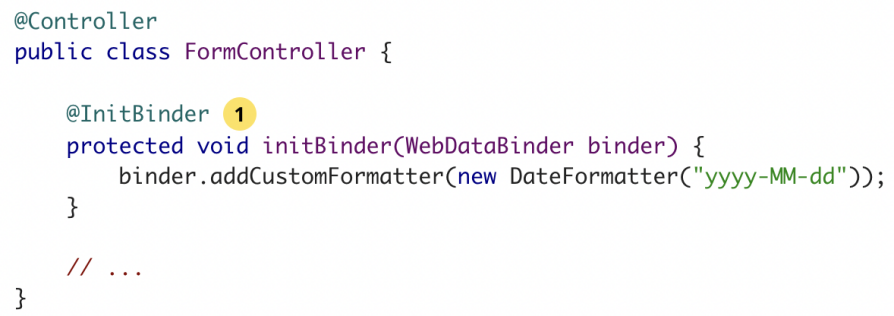 @Controller
public class FormController {
@InitBinder 1
protected void initBinder(WebDataBinder binder) {
binder.addCustomFormatter(new DateFormatter("yyyy-MM-dd"));
}
// ...
}